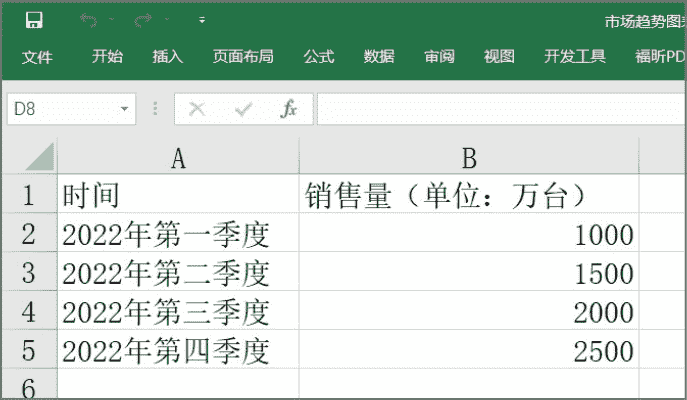 市场趋势图
文件 开始 插入 页面布局 公式 数据 审阅 视图 开发工具 福昕PD
D8 fx
A B
1 时间 销售量（单位：万台）
2 2022年第一季度 1000
3 2022年第二季度 1500
4 2022年第三季度 2000
5 2022年第四季度 2500
6